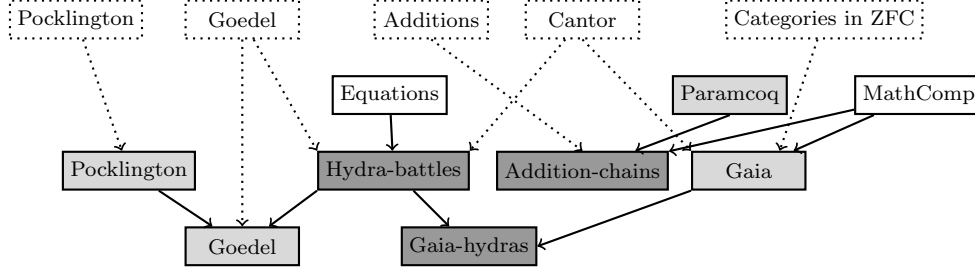 Pocklington
Goedel
Additions
Cantor
Categories in ZFC
Equations
Paramcoq
MathComp
Pocklington
Hydra-battles
Addition-chains
Gaia
Goedel
Gaia-hydras